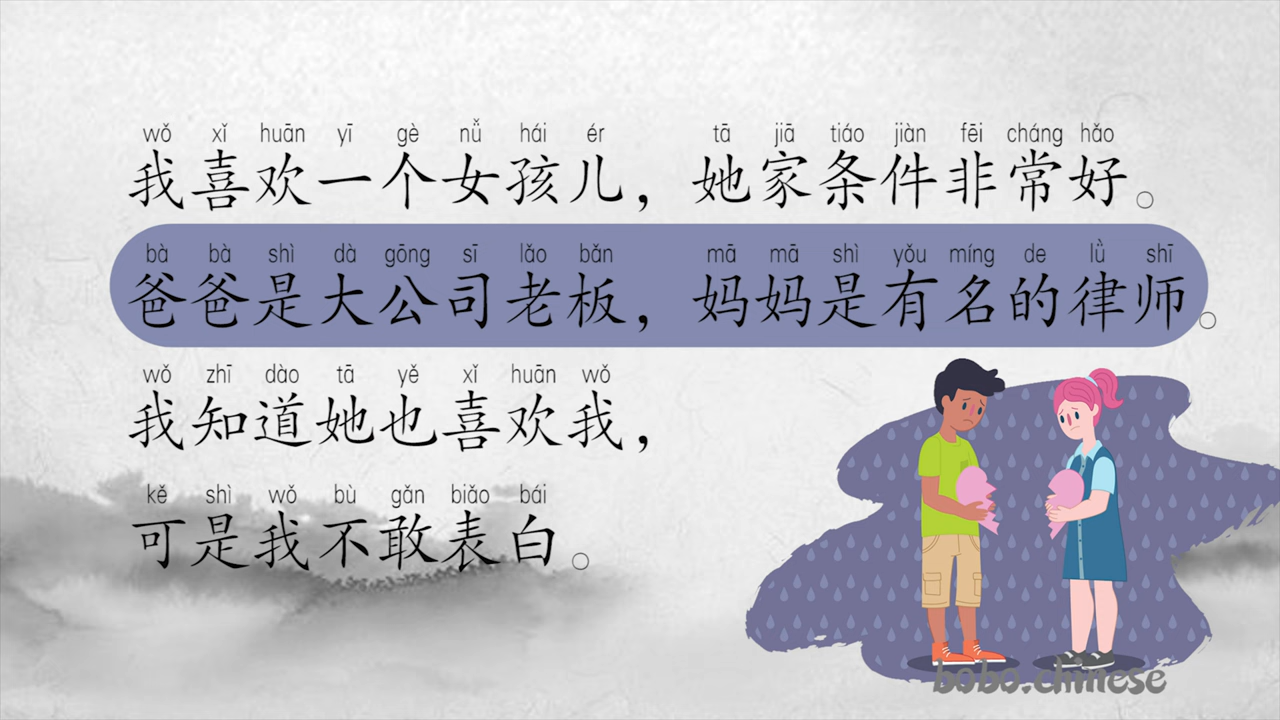 wǒ xǐ huān yī gè nǚ hái ér tā jiā tiáo jiàn fēi cháng hǎo
我喜欢一个女孩儿，她家条件非常好。
bà bà shì dà gōng sī lǎo bǎn mā mā shì yǒu míng de lǜ shī
爸爸是大公司老板，妈妈是有名的律师。
wǒ zhī dào tā yě xǐ huān wǒ
我知道她也喜欢我，
kě shì wǒ bù gǎn biǎo bái
可是我不敢表白。
bobo.chinese